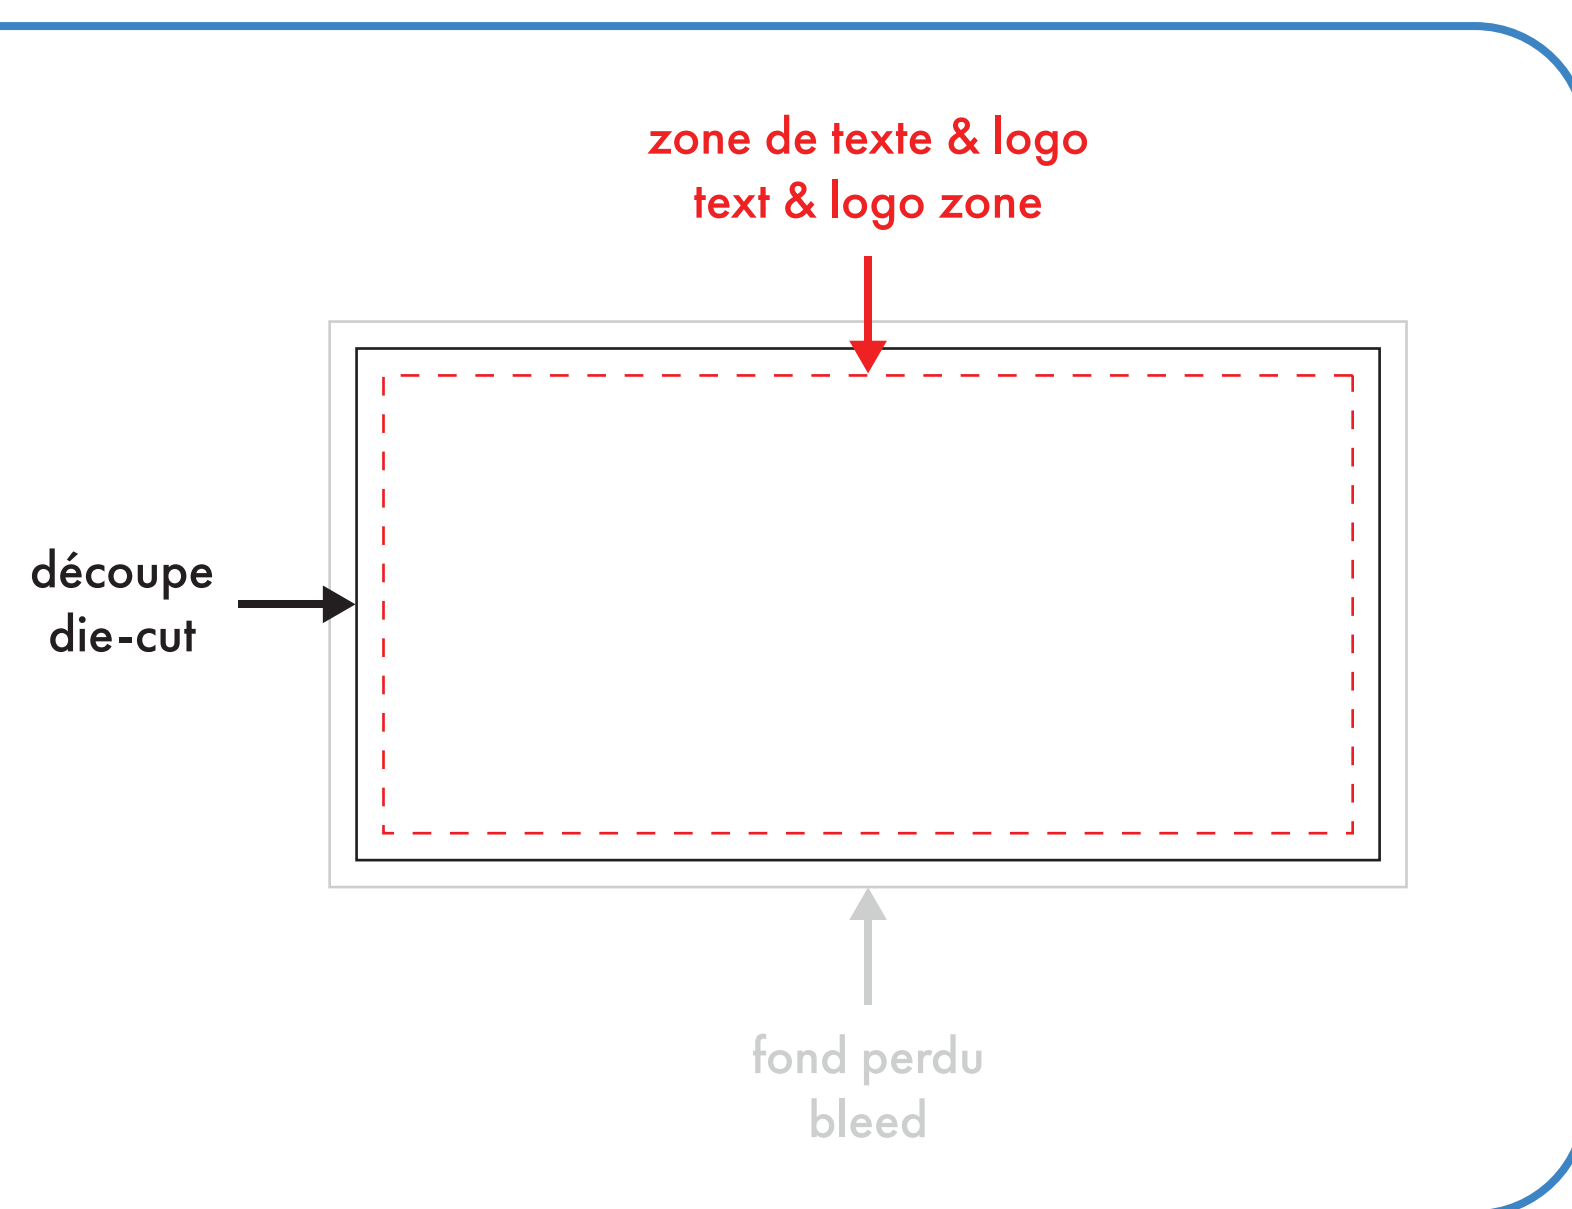 zone de texte & logo
text & logo zone
découpe
die-cut
fond perdu
bleed